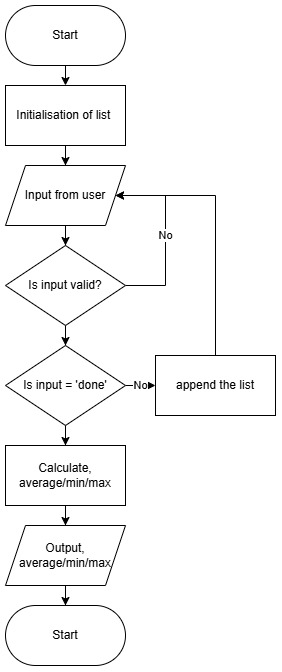 Start
Initialisation of list
Input from user
No
Is input valid?
Is input = 'done'
No
append the list
Calculate,
average/min/max
Output,
average/min/max
Start